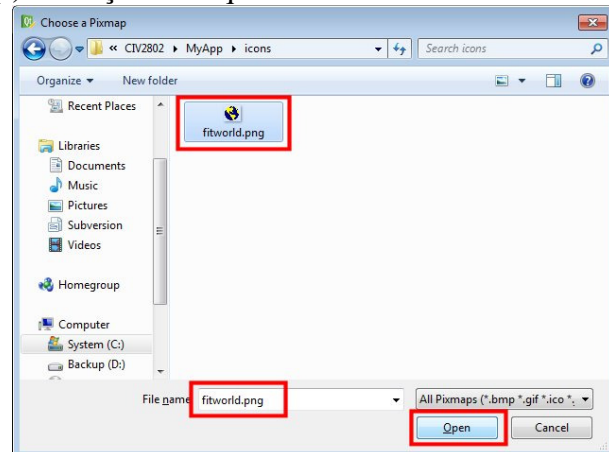 Choose a Pixmap
« CIV2802 ▸ MyApp ▸ icons
Search icons
Organize
New folder
Recent Places
fitworld.png
Libraries
Documents
Music
Pictures
Subversion
Videos
Homegroup
Computer
System (C:)
Backup (D:)
File name
fitworld.png
All Pixmaps (*.bmp *.gif *.ico *.
Open
Cancel